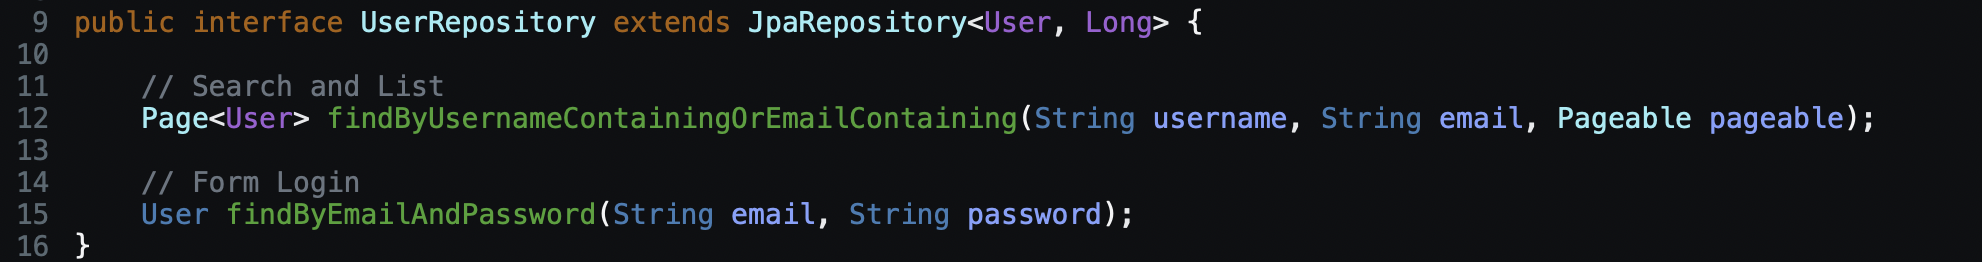 9 public interface UserRepository extends JpaRepository<User, Long> {
10
11 // Search and List
12 Page<User> findByUsernameContainingOrEmailContaining(String username, String email, Pageable pageable);
13
14 // Form Login
15 User findByEmailAndPassword(String email, String password);
16 }